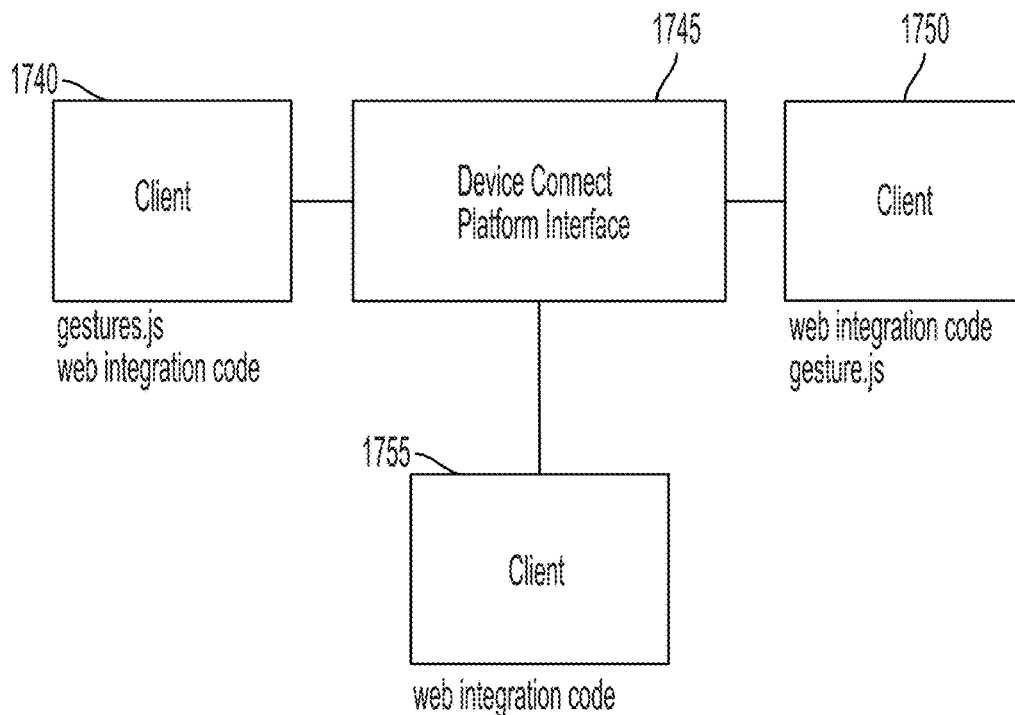 1745
1750
1740
Client
Device Connect
Platform Interface
Client
gestures.js
web integration code
web integration code
gesture.js
1755
Client
web integration code